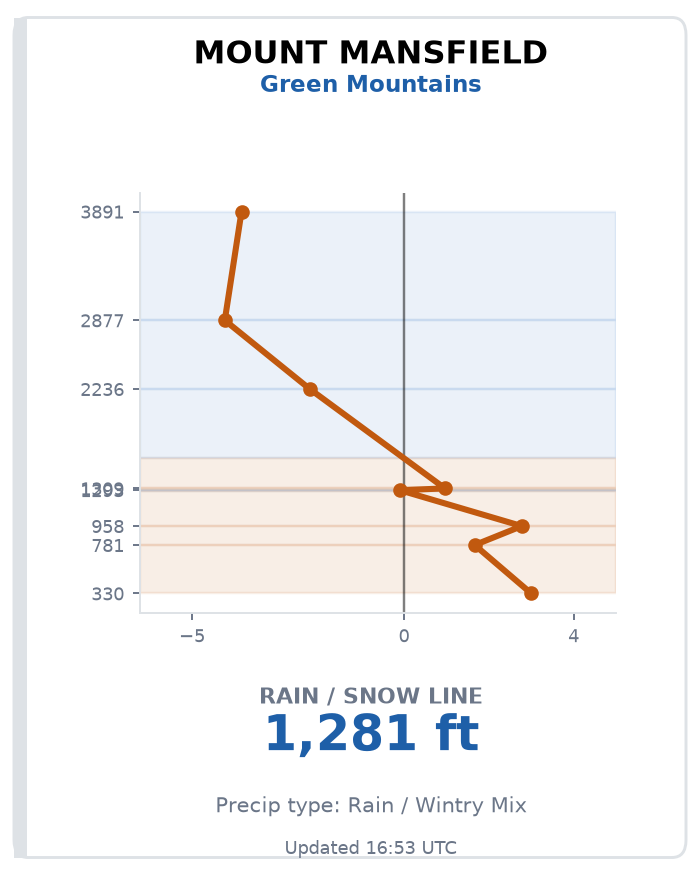 MOUNT MANSFIELD
Green Mountains
3891
2877
2236
958
781
330
−5 0 4
RAIN / SNOW LINE
1,281 ft
Precip type: Rain / Wintry Mix
Updated 16:53 UTC